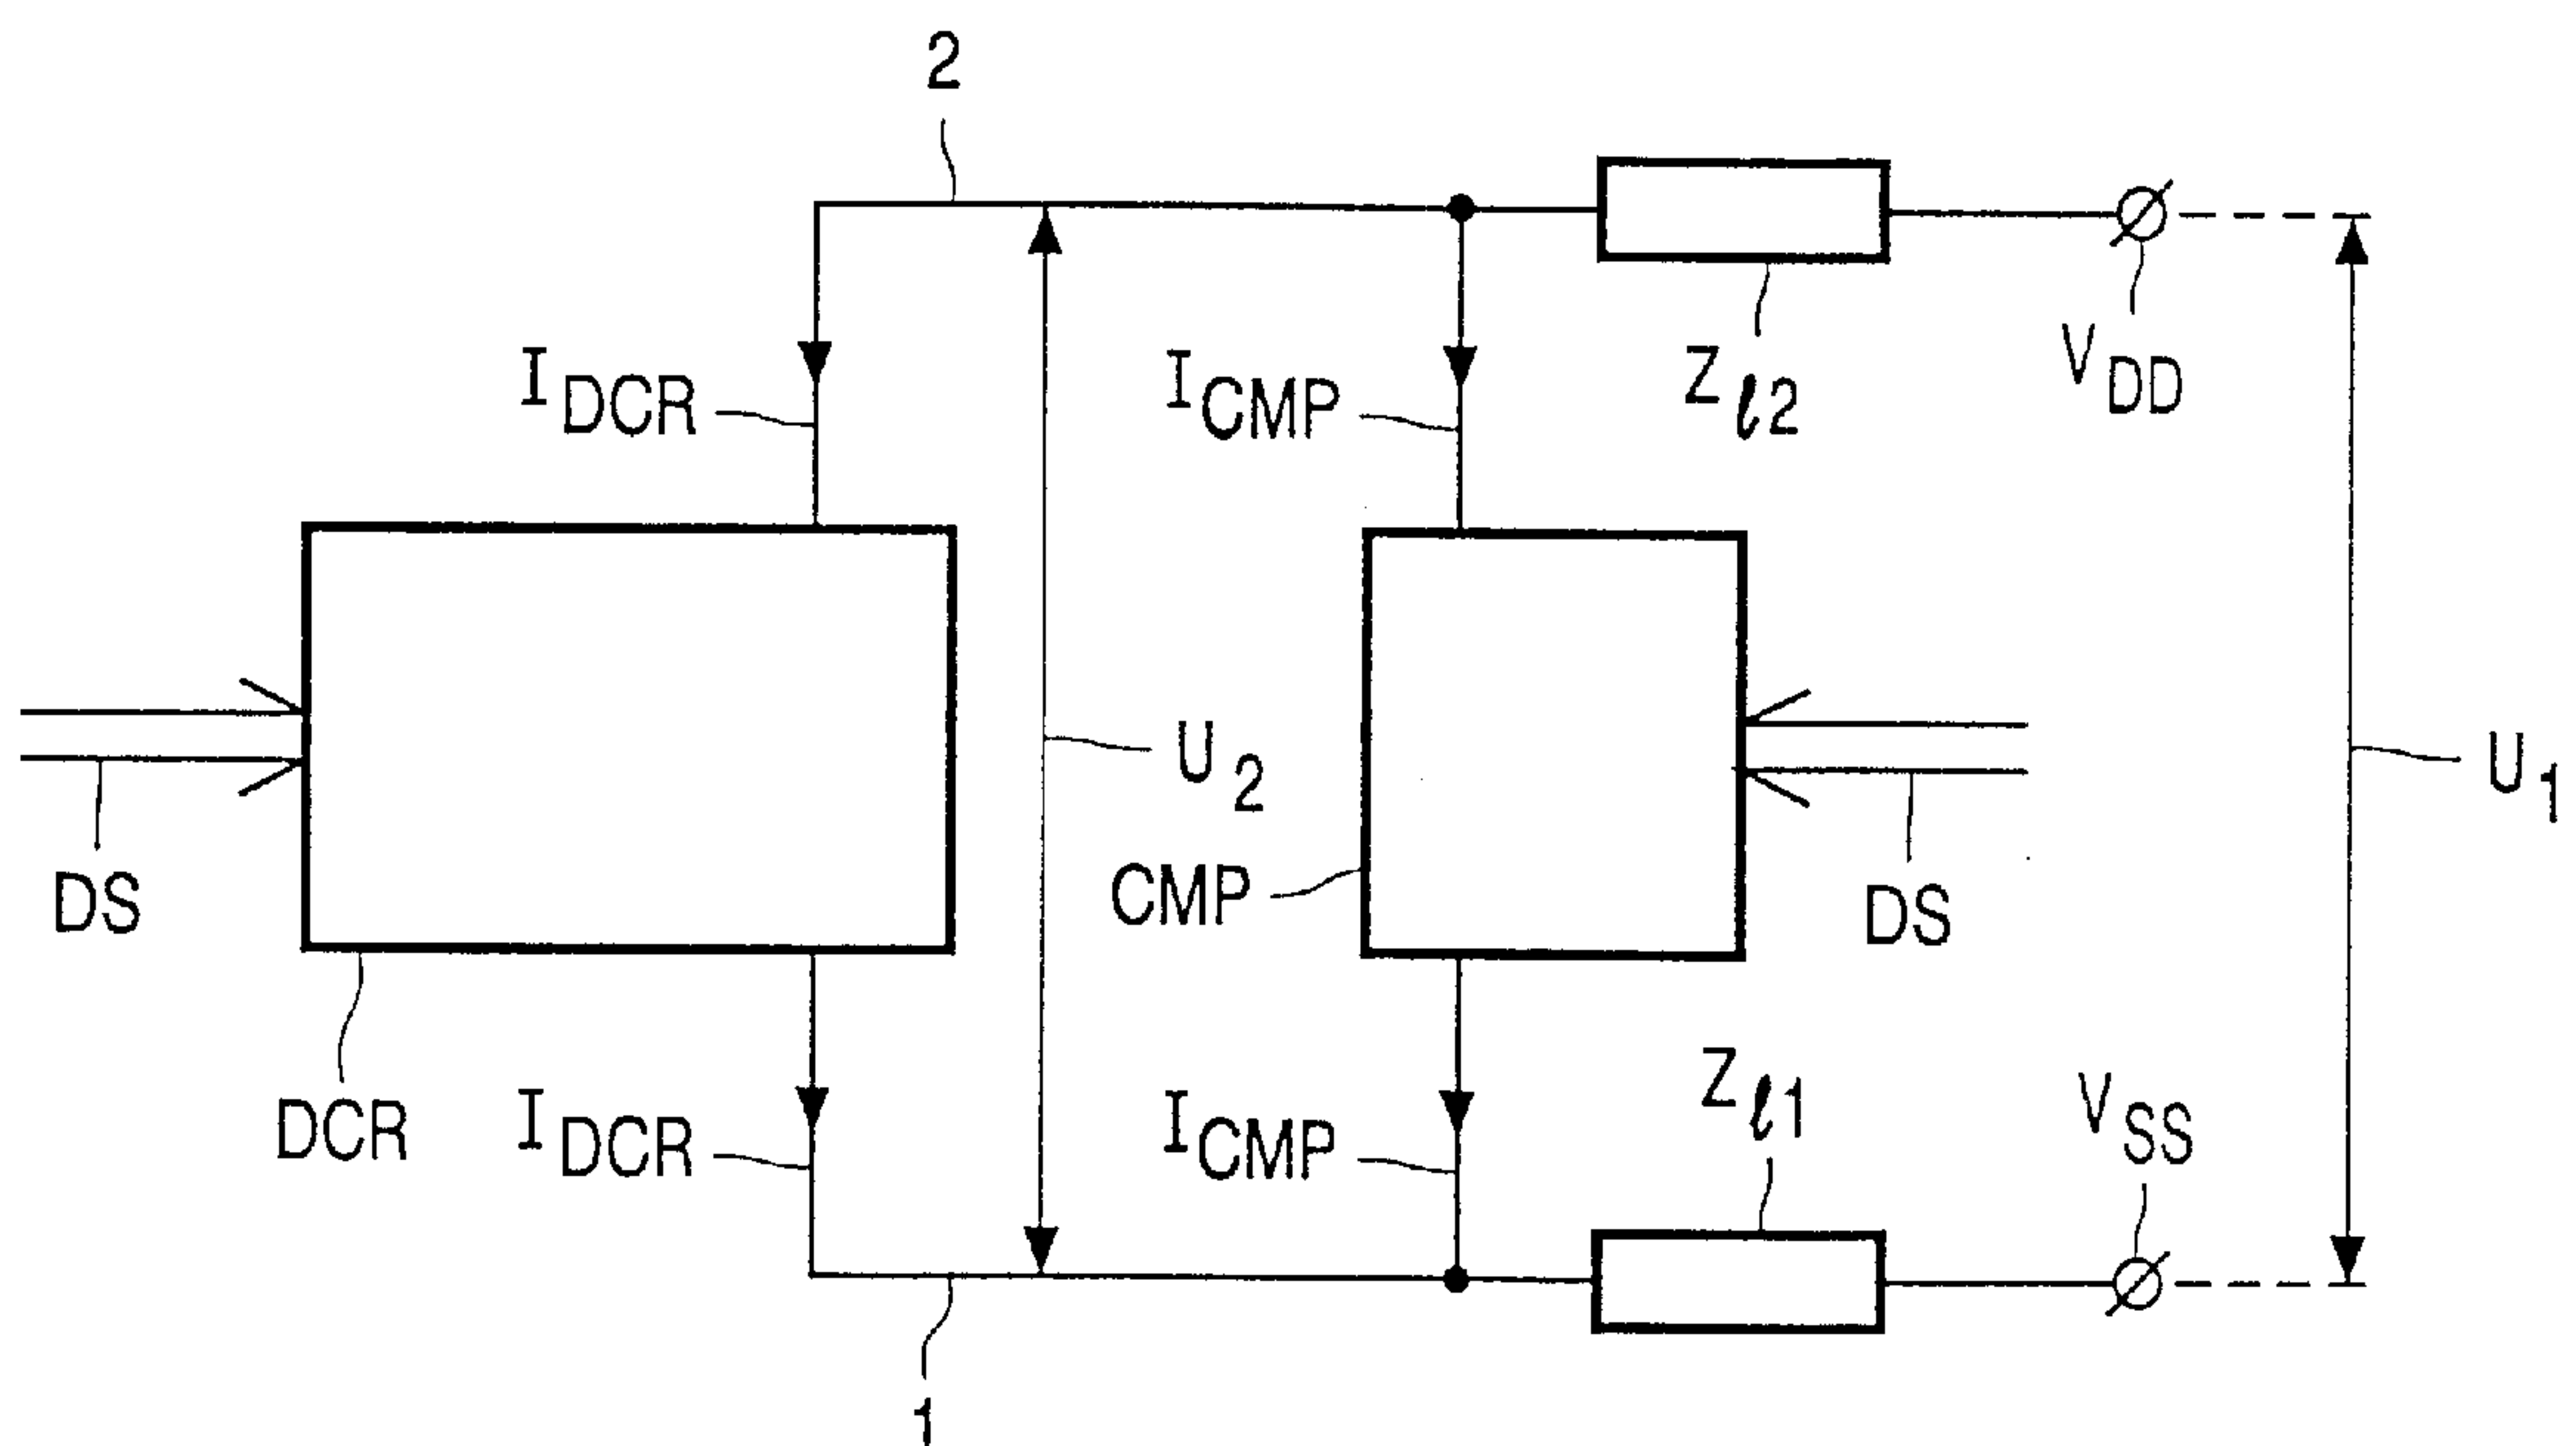 2
I DCR
I CMP
Z ℓ2
V DD
U 2
U 1
DS
CMP
DS
DCR
I DCR
I CMP
Z ℓ1
V SS
1